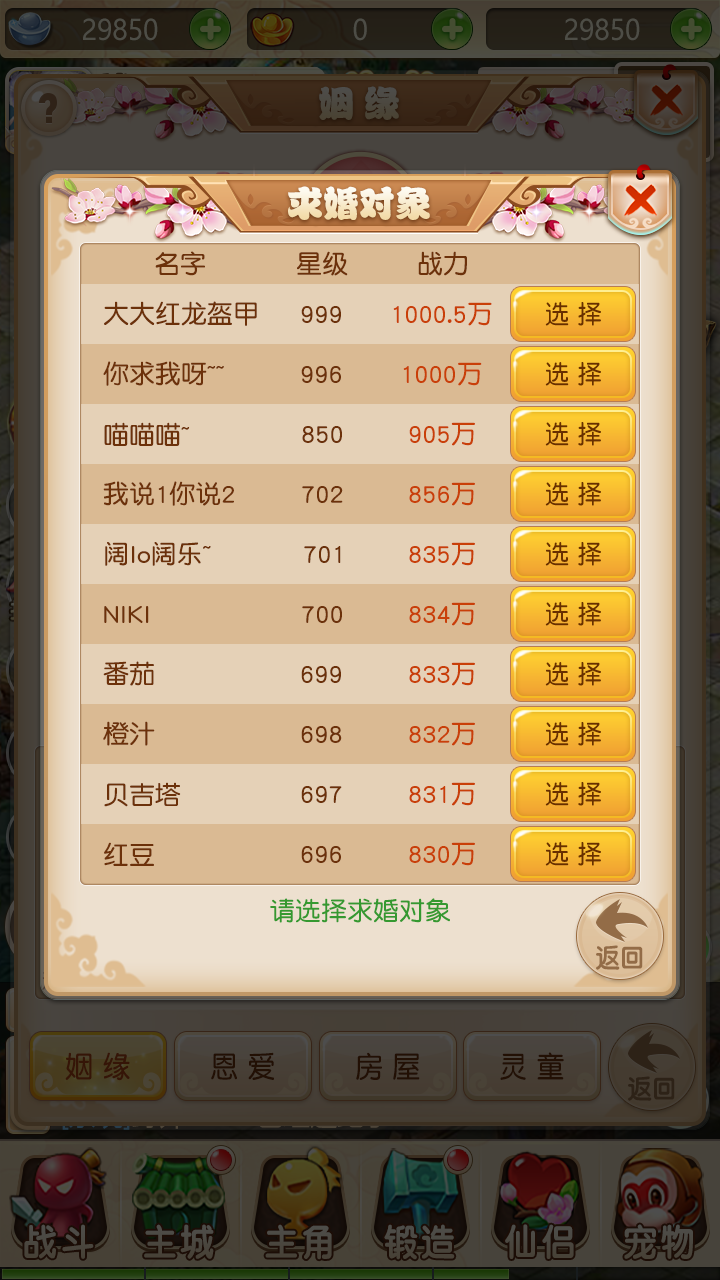 29850 0 29850
?
姻缘
求婚对象
名字 星级 战力
大大红龙盔甲 999 1000.5万 选择
你求我呀~~ 996 1000万 选择
喵喵喵~ 850 905万 选择
我说1你说2 702 856万 选择
阔lo阔乐~ 701 835万 选择
NIKI 700 834万 选择
番茄 699 833万 选择
橙汁 698 832万 选择
贝吉塔 697 831万 选择
红豆 696 830万 选择
请选择求婚对象
返回
姻缘 恩爱 房屋 灵童 返回
战斗 主城 主角 锻造 仙侣 宠物